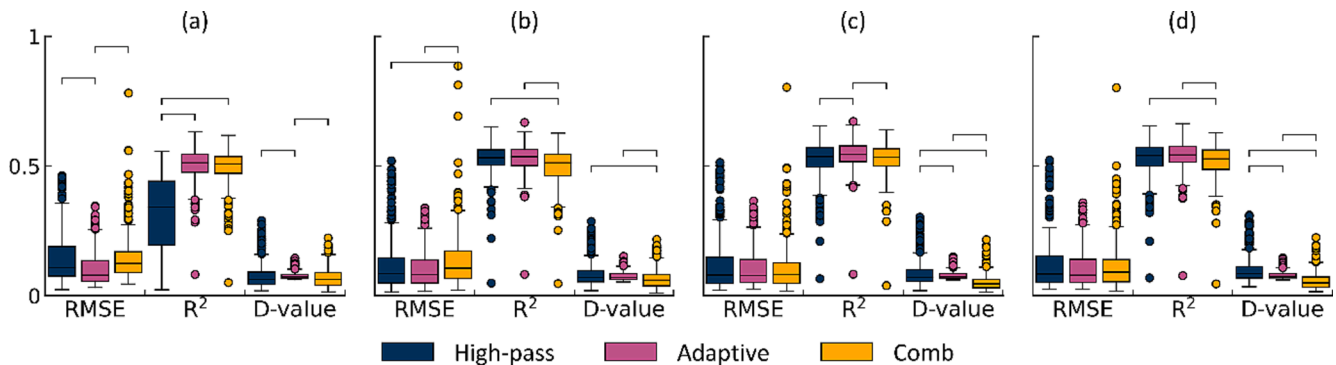 (a) (b) (c) (d)
1
0.5
0
RMSE R² D-value RMSE R² D-value RMSE R² D-value RMSE R² D-value
High-pass Adaptive Comb